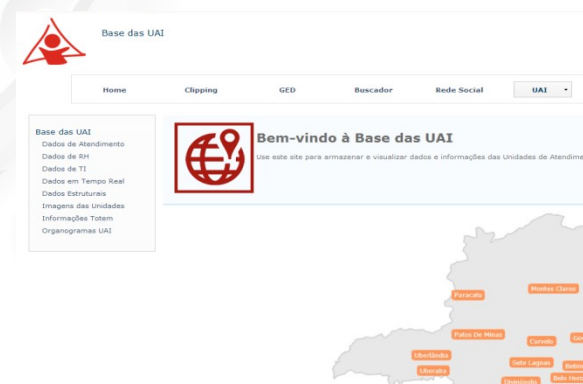 Base das UAI
Home Clipping GED Buscador Rede Social UAI
Base das UAI
Dados de Atendimento
Dados de RH
Dados de TI
Dados em Tempo Real
Dados Estruturais
Imagens das Unidades
Informações Totem
Organogramas UAI
Bem-vindo à Base das UAI
Use este site para armazenar e visualizar dados e informações das Unidades de Atendime
Paracatu
Montes Claros
Patos De Minas
Curvelo
Uberlândia
Uberaba
Sete Lagoas
Divinópolis